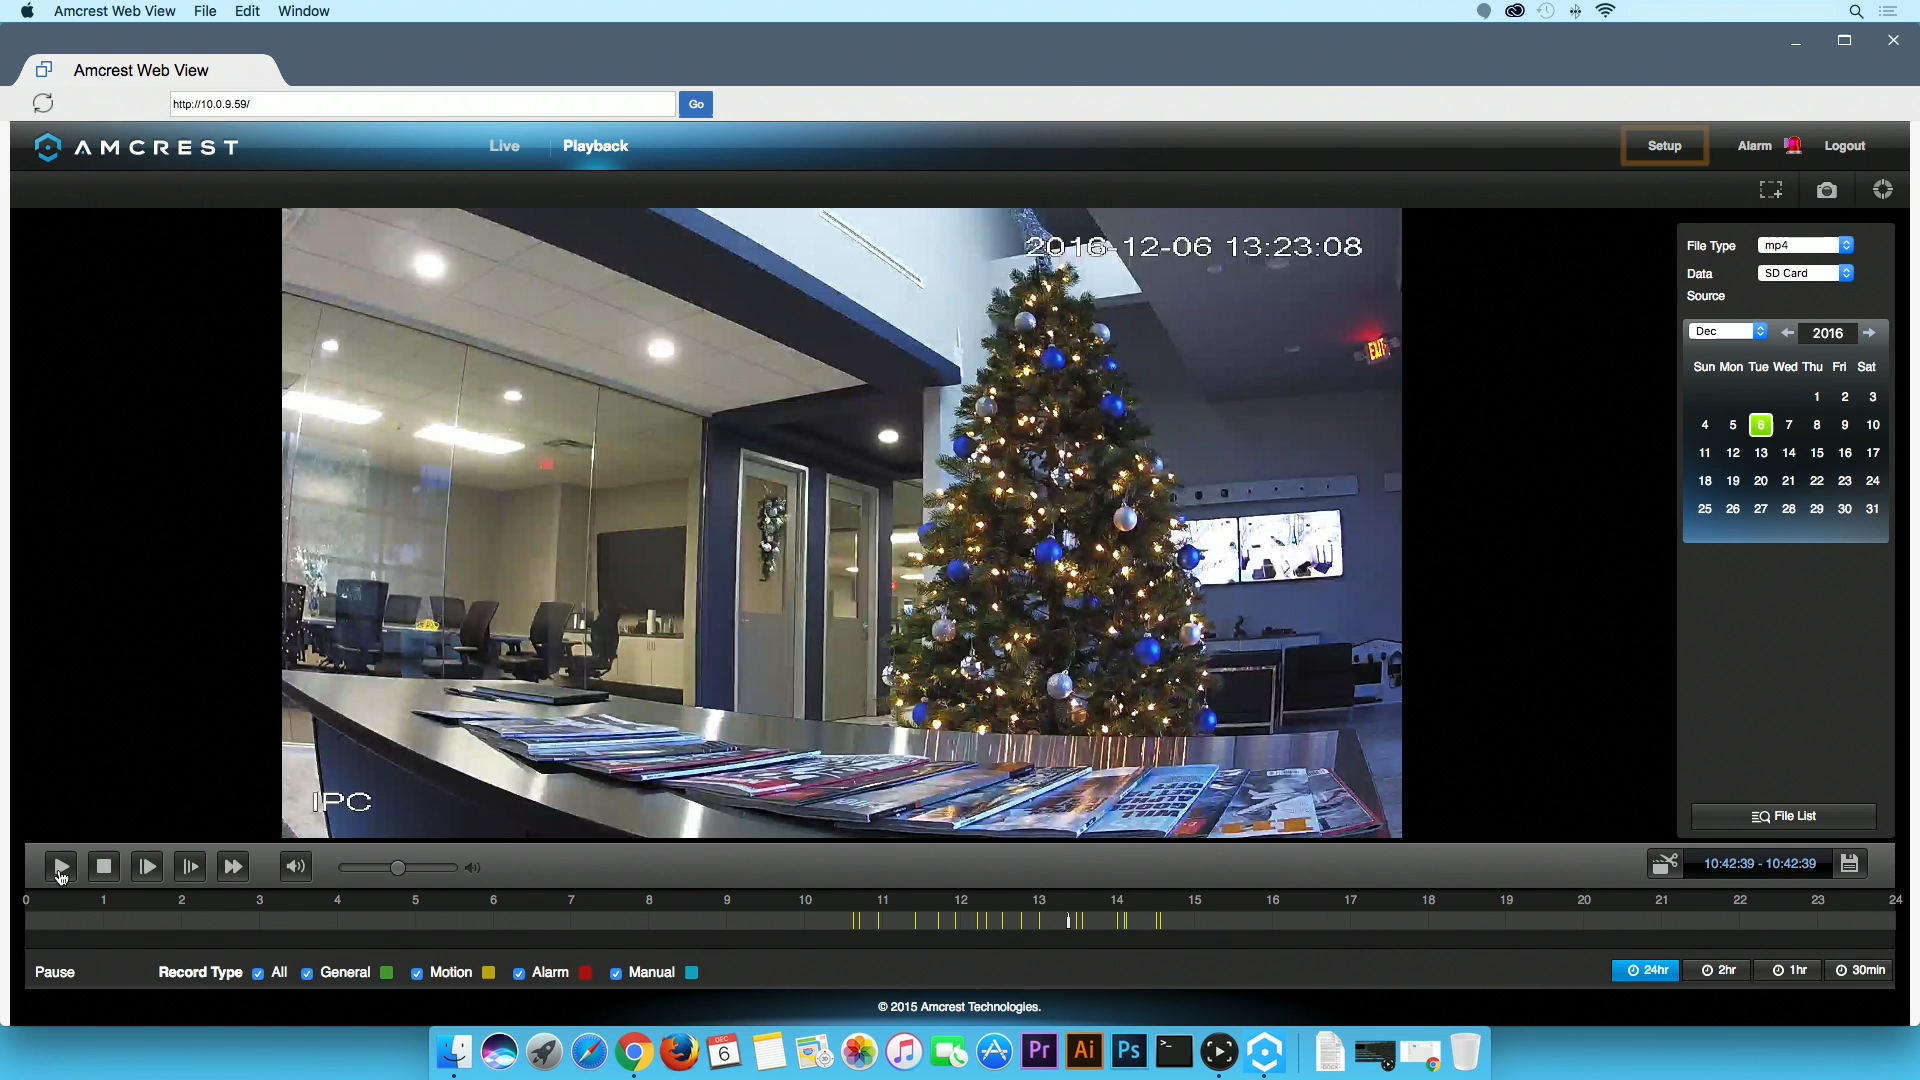 Amcrest Web View File Edit Window
Amcrest Web View
http://10.0.9.59/ Go
AMCREST Live Playback Setup Alarm Logout
2016-12-06 13:23:08
EXIT
IPC
File Type mp4
Data Source SD Card
Dec 2016
Sun Mon Tue Wed Thu Fri Sat
1 2 3
4 5 6 7 8 9 10
11 12 13 14 15 16 17
18 19 20 21 22 23 24
25 26 27 28 29 30 31
File List
10:42:39 - 10:42:39
0 1 2 3 4 5 6 7 8 9 10 11 12 13 14 15 16 17 18 19 20 21 22 23 24
Pause Record Type All General Motion Alarm Manual 24hr 2hr 1hr 30min
© 2015 Amcrest Technologies.
DEC
6
Pr Ai Ps